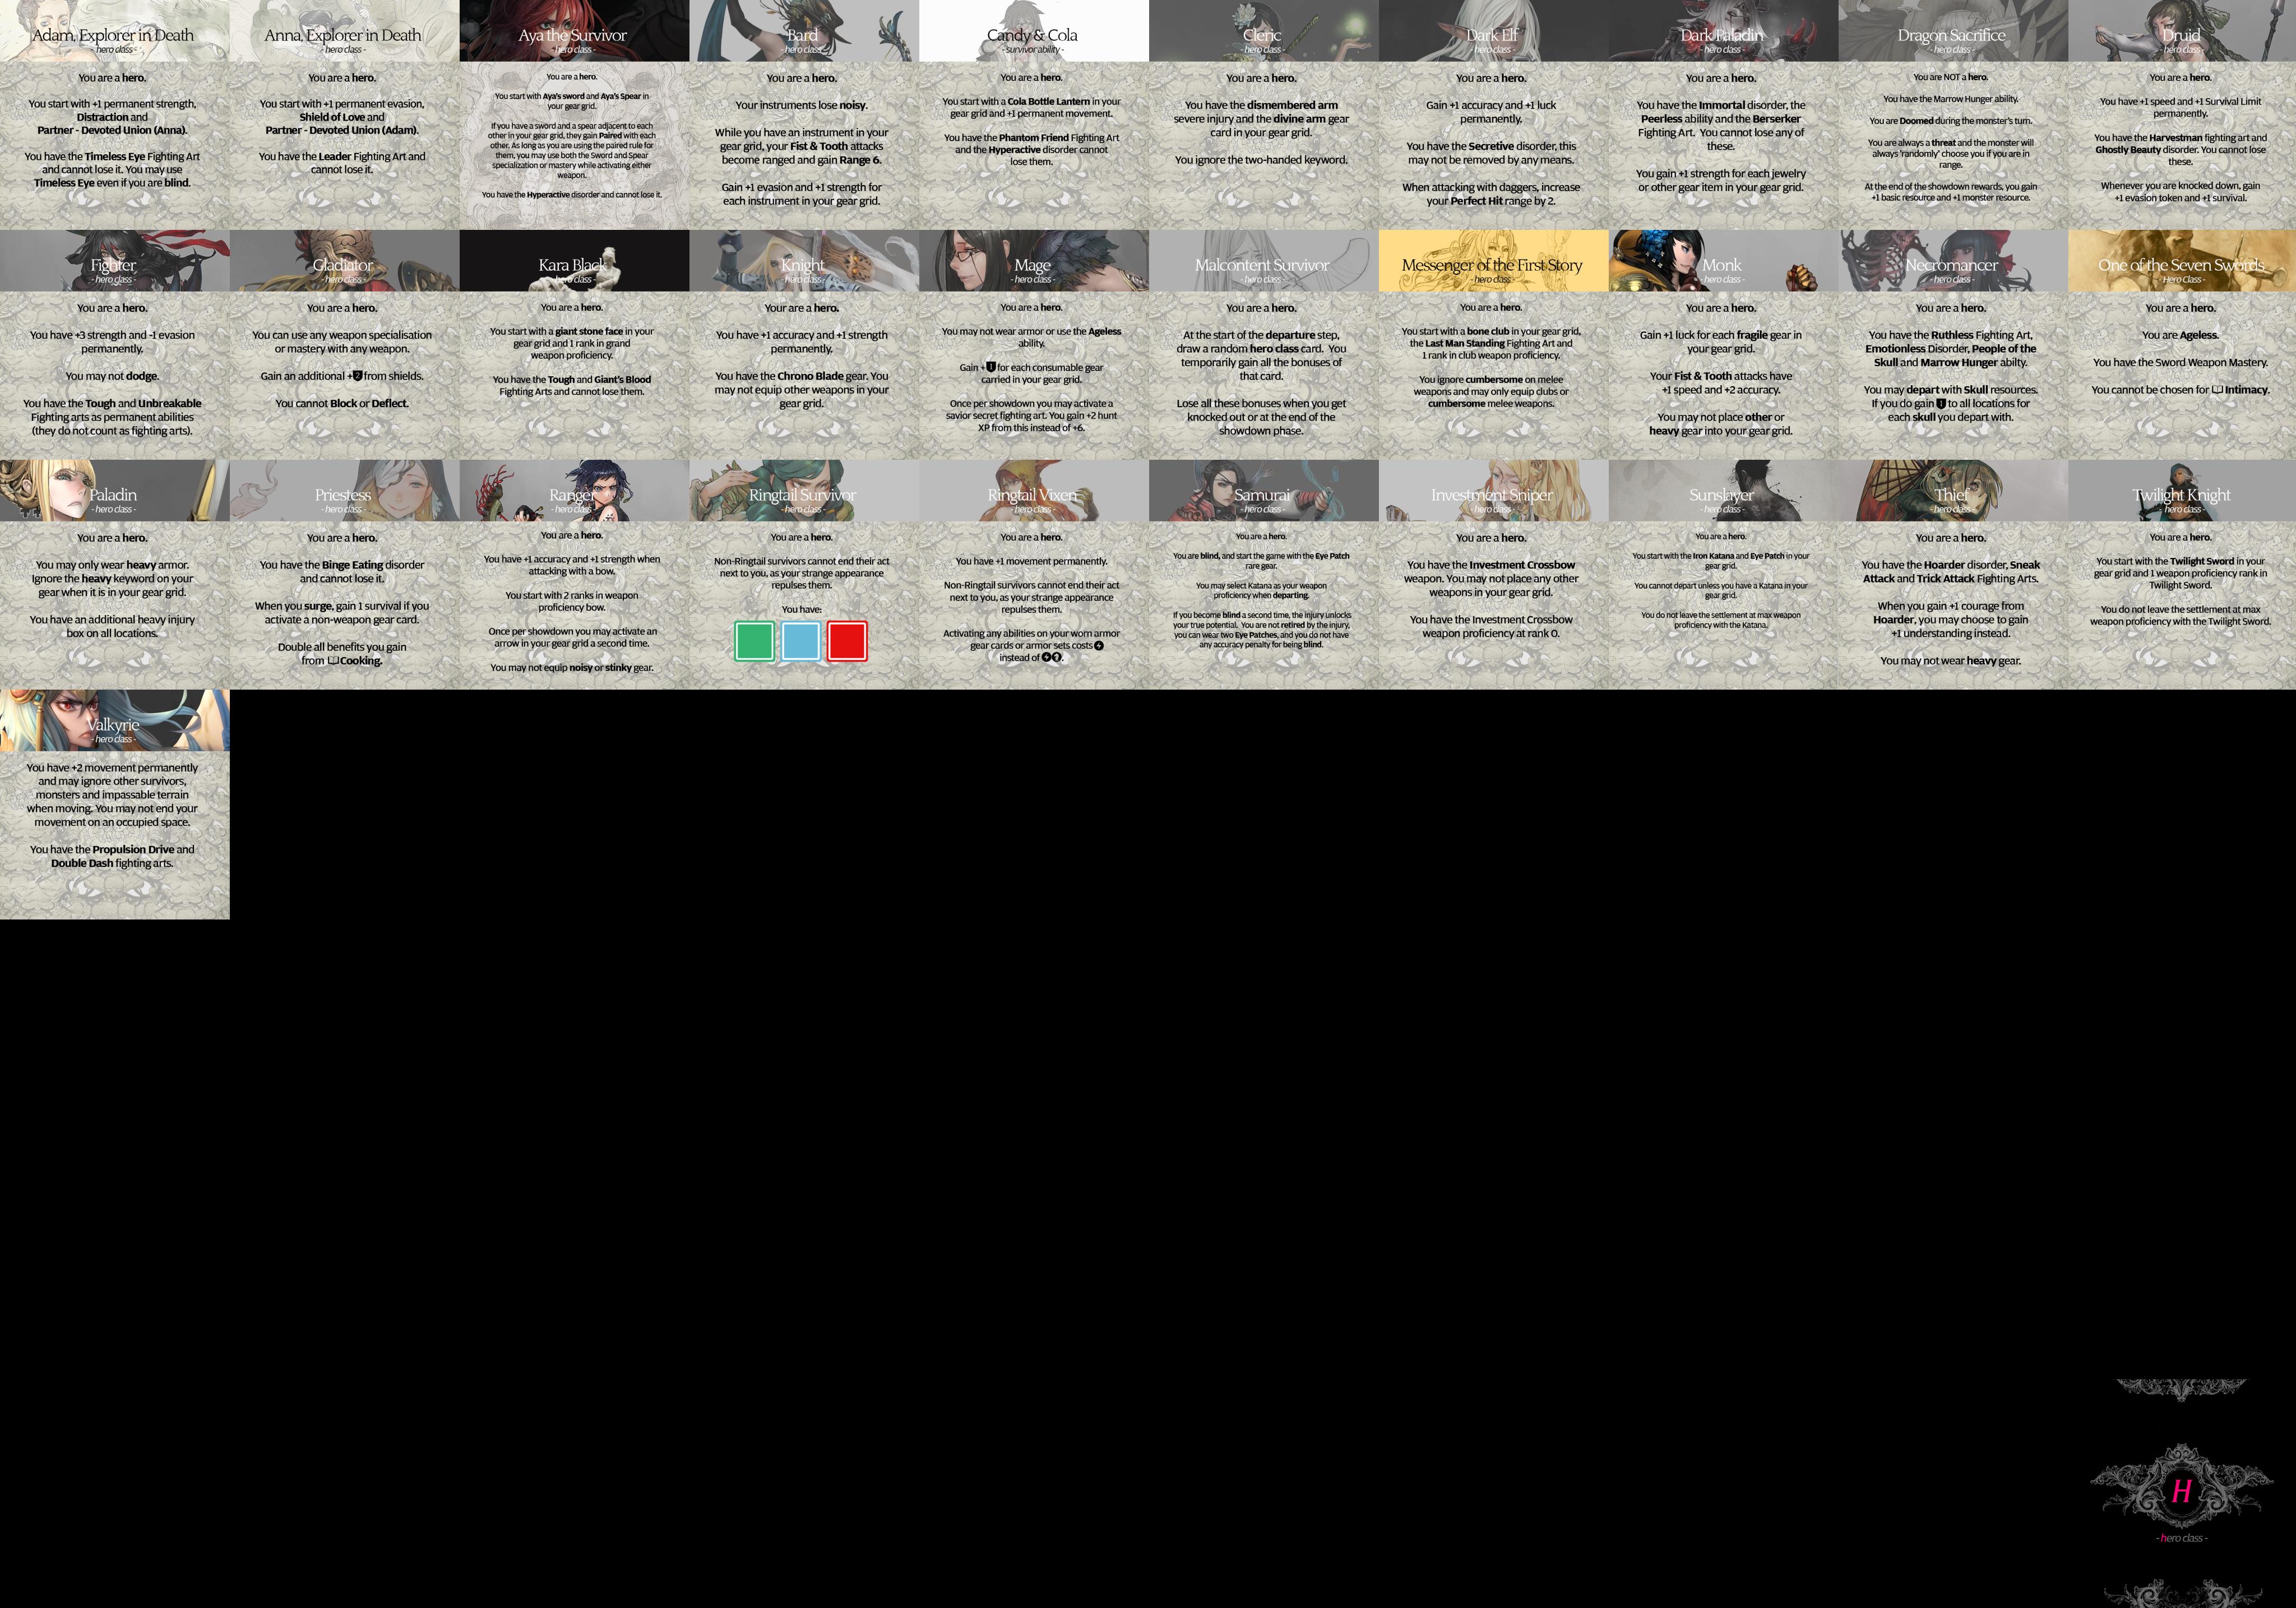 Adam, Explorer in Death
- hero class -
You are a hero.
You start with +1 permanent strength,
Distraction and
Partner - Devoted Union (Anna).
You have the Timeless Eye Fighting Art
and cannot lose it. You may use
Timeless Eye even if you are blind.
Anna, Explorer in Death
- hero class -
You are a hero.
You start with +1 permanent evasion,
Shield of Love and
Partner - Devoted Union (Adam).
You have the Leader Fighting Art and
cannot lose it.
Aya the Survivor
- hero class -
You are a hero.
You start with Aya's sword and Aya's Spear in
your gear grid.
If you have a sword and a spear adjacent to each
other in your gear grid, they gain Paired with each
other. As long as you are using the paired rule for
them, you may use both the Sword and Spear
specialization or mastery while activating either
weapon.
You have the Hyperactive disorder and cannot lose it.
Bard
- hero class -
You are a hero.
Your instruments lose noisy.
While you have an instrument in your
gear grid, your Fist & Tooth attacks
become ranged and gain Range 6.
Gain +1 evasion and +1 strength for
each instrument in your gear grid.
Candy & Cola
- survivor ability -
You are a hero.
You start with a Cola Bottle Lantern in your
gear grid and +1 permanent movement.
You have the Phantom Friend Fighting Art
and the Hyperactive disorder cannot
lose them.
Cleric
- hero class -
You are a hero.
You have the dismembered arm
severe injury and the divine arm gear
card in your gear grid.
You ignore the two-handed keyword.
Dark Elf
- hero class -
You are a hero.
Gain +1 accuracy and +1 luck
permanently.
You have the Secretive disorder, this
may not be removed by any means.
When attacking with daggers, increase
your Perfect Hit range by 2.
Dark Paladin
- hero class -
You are a hero.
You have the Immortal disorder, the
Peerless ability and the Berserker
Fighting Art. You cannot lose any of
these.
You gain +1 strength for each jewelry
or other gear item in your gear grid.
Dragon Sacrifice
- hero class -
You are NOT a hero.
You have the Marrow Hunger ability.
You are Doomed during the monster's turn.
You are always a threat and the monster will
always 'randomly' choose you if you are in
range.
At the end of the showdown rewards, you gain
+1 basic resource and +1 monster resource.
Druid
- hero class -
You are a hero.
You have +1 speed and +1 Survival Limit
permanently.
You have the Harvestman fighting art and
Ghostly Beauty disorder. You cannot lose
these.
Whenever you are knocked down, gain
+1 evasion token and +1 survival.
Fighter
- hero class -
You are a hero.
You have +3 strength and -1 evasion
permanently.
You may not dodge.
You have the Tough and Unbreakable
Fighting arts as permanent abilities
(they do not count as fighting arts).
Gladiator
- hero class -
You are a hero.
You can use any weapon specialisation
or mastery with any weapon.
Gain an additional +2 from shields.
You cannot Block or Deflect.
Kara Black
- hero class -
You are a hero.
You start with a giant stone face in your
gear grid and 1 rank in grand
weapon proficiency.
You have the Tough and Giant's Blood
Fighting Arts and cannot lose them.
Knight
- hero class -
Your are a hero.
You have +1 accuracy and +1 strength
permanently.
You have the Chrono Blade gear. You
may not equip other weapons in your
gear grid.
Mage
- hero class -
You are a hero.
You may not wear armor or use the Ageless
ability.
Gain +1 for each consumable gear
carried in your gear grid.
Once per showdown you may activate a
savior secret fighting art. You gain +2 hunt
XP from this instead of +6.
Malcontent Survivor
- hero class -
You are a hero.
At the start of the departure step,
draw a random hero class card. You
temporarily gain all the bonuses of
that card.
Lose all these bonuses when you get
knocked out or at the end of the
showdown phase.
Messenger of the First Story
- hero class -
You are a hero.
You start with a bone club in your gear grid,
the Last Man Standing Fighting Art and
1 rank in club weapon proficiency.
You ignore cumbersome on melee
weapons and may only equip clubs or
cumbersome melee weapons.
Monk
- hero class -
You are a hero.
Gain +1 luck for each fragile gear in
your gear grid.
Your Fist & Tooth attacks have
+1 speed and +2 accuracy.
You may not place other or
heavy gear into your gear grid.
Necromancer
- hero class -
You are a hero.
You have the Ruthless Fighting Art,
Emotionless Disorder, People of the
Skull and Marrow Hunger abilty.
You may depart with Skull resources.
If you do gain 1 to all locations for
each skull you depart with.
One of the Seven Swords
- Hero class -
You are a hero.
You are Ageless.
You have the Sword Weapon Mastery.
You cannot be chosen for Intimacy.
Paladin
- hero class -
You are a hero.
You may only wear heavy armor.
Ignore the heavy keyword on your
gear when it is in your gear grid.
You have an additional heavy injury
box on all locations.
Priestess
- hero class -
You are a hero.
You have the Binge Eating disorder
and cannot lose it.
When you surge, gain 1 survival if you
activate a non-weapon gear card.
Double all benefits you gain
from Cooking.
Ranger
- hero class -
You are a hero.
You have +1 accuracy and +1 strength when
attacking with a bow.
You start with 2 ranks in weapon
proficiency bow.
Once per showdown you may activate an
arrow in your gear grid a second time.
You may not equip noisy or stinky gear.
Ringtail Survivor
- hero class -
You are a hero.
Non-Ringtail survivors cannot end their act
next to you, as your strange appearance
repulses them.
You have:
Ringtail Vixen
- hero class -
You are a hero.
You have +1 movement permanently.
Non-Ringtail survivors cannot end their act
next to you, as your strange appearance
repulses them.
Activating any abilities on your worn armor
gear cards or armor sets costs
instead of .
Samurai
- hero class -
You are a hero.
You are blind, and start the game with the Eye Patch
rare gear.
You may select Katana as your weapon
proficiency when departing.
If you become blind a second time, the injury unlocks
your true potential. You are not retired by the injury,
you can wear two Eye Patches, and you do not have
any accuracy penalty for being blind.
Investment Sniper
- hero class -
You are a hero.
You have the Investment Crossbow
weapon. You may not place any other
weapons in your gear grid.
You have the Investment Crossbow
weapon proficiency at rank 0.
Sunslayer
- hero class -
You are a hero.
You start with the Iron Katana and Eye Patch in your
gear grid.
You cannot depart unless you have a Katana in your
gear grid.
You do not leave the settlement at max weapon
proficiency with the Katana.
Thief
- hero class -
You are a hero.
You have the Hoarder disorder, Sneak
Attack and Trick Attack Fighting Arts.
When you gain +1 courage from
Hoarder, you may choose to gain
+1 understanding instead.
You may not wear heavy gear.
Twilight Knight
- hero class -
You are a hero.
You start with the Twilight Sword in your
gear grid and 1 weapon proficiency rank in
Twilight Sword.
You do not leave the settlement at max
weapon proficiency with the Twilight Sword.
Valkyrie
- hero class -
You have +2 movement permanently
and may ignore other survivors,
monsters and impassable terrain
when moving. You may not end your
movement on an occupied space.
You have the Propulsion Drive and
Double Dash fighting arts.
H
- hero class -